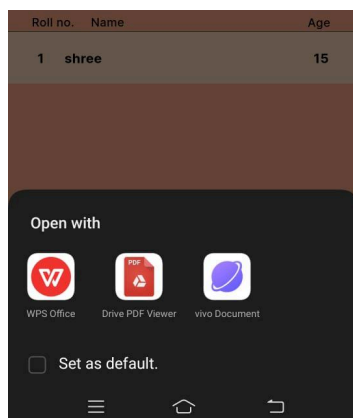 Roll no. Name Age
1 shree 15
Open with
PDF
WPS Office Drive PDF Viewer vivo Document
Set as default.